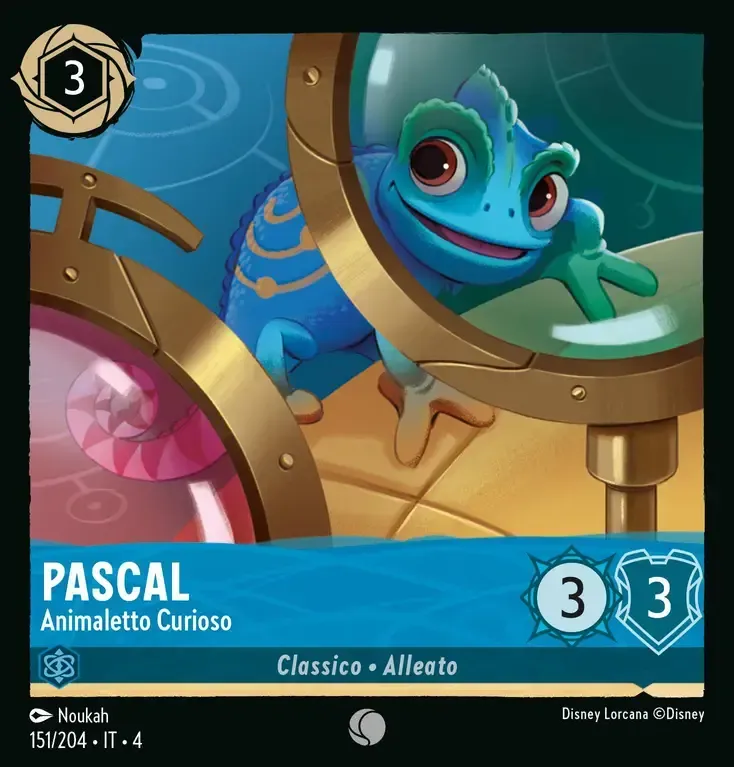 3
PASCAL
Animaletto Curioso
3
3
Classico • Alleato
Noukah
Disney Lorcana ©Disney
151/204 • IT • 4